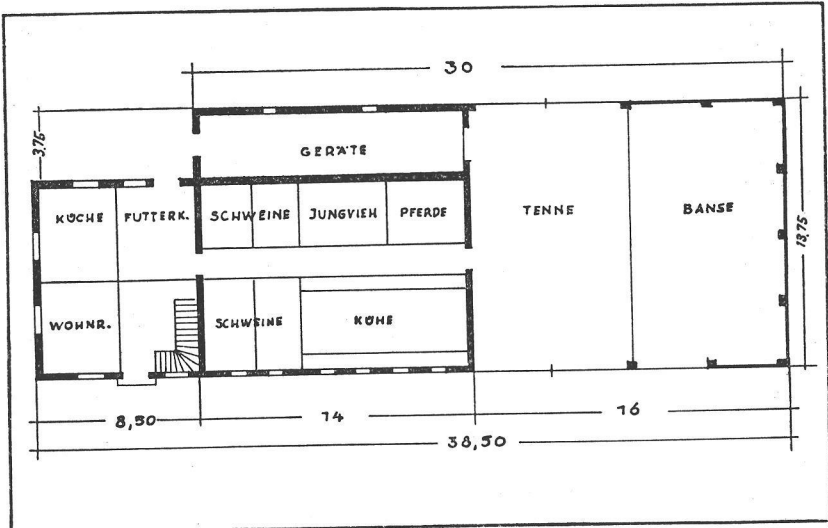 30
3,75
GERÄTE
KÜCHE FUTTERK. SCHWEINE JUNGVIEH PFERDE TENNE BANSE
13,75
WOHNR. SCHWEINE KÜHE
8,50 14 16
38,50